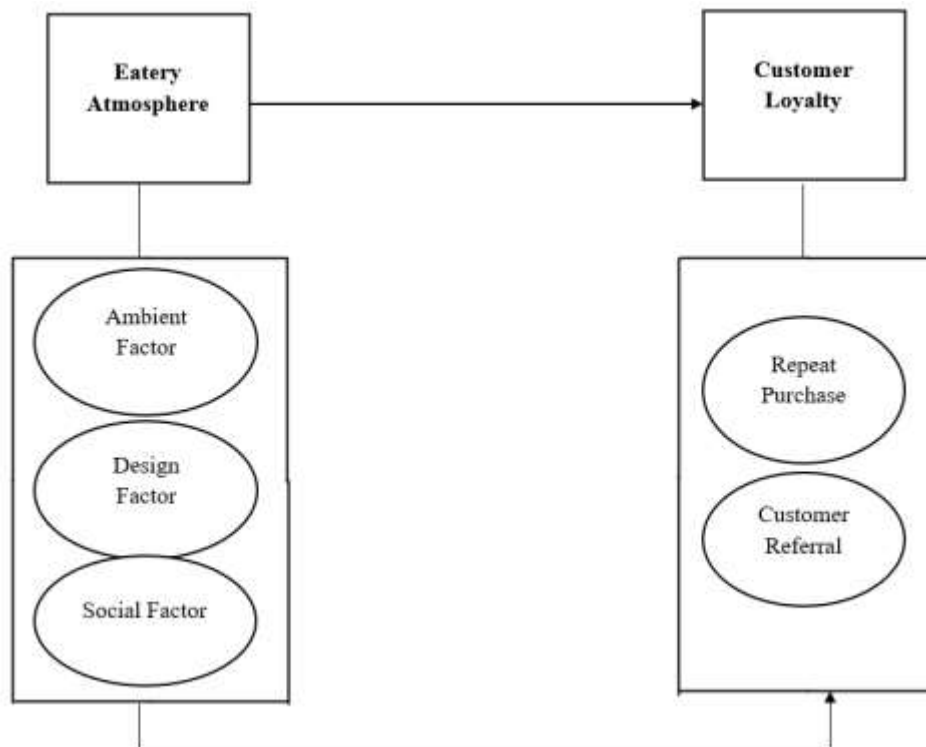 Eatery
Atmosphere
Customer
Loyalty
Ambient
Factor
Design
Factor
Social Factor
Repeat
Purchase
Customer
Referral